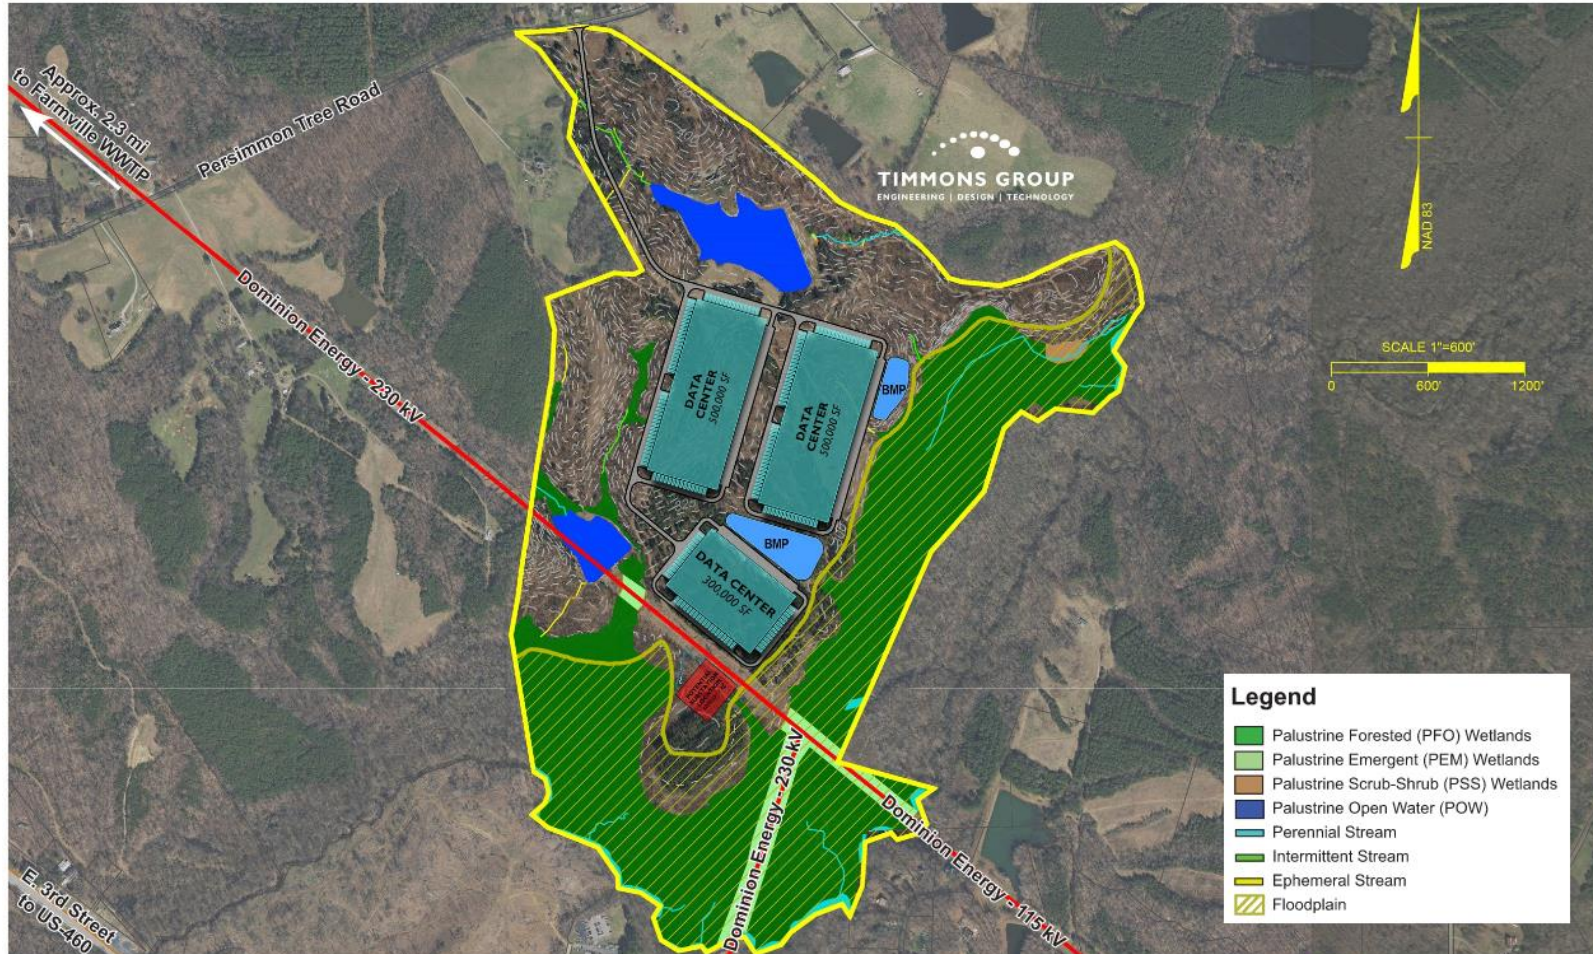 Approx. 2.3 mi
to Farmville WWTP
Persimmon Tree Road
TIMMONS GROUP
ENGINEERING | DESIGN | TECHNOLOGY
NAD 83
SCALE 1"=600'
0 600' 1200'
Dominion Energy - 230 kV
DATA
CENTER
500,000 SF
DATA
CENTER
500,000 SF
BMP
BMP
DATA CENTER
300,000 SF
POTENTIAL
Dominion Energy - 230 kV
Dominion Energy - 115 kV
E. 3rd Street
to US-460
Legend
Palustrine Forested (PFO) Wetlands
Palustrine Emergent (PEM) Wetlands
Palustrine Scrub-Shrub (PSS) Wetlands
Palustrine Open Water (POW)
Perennial Stream
Intermittent Stream
Ephemeral Stream
Floodplain